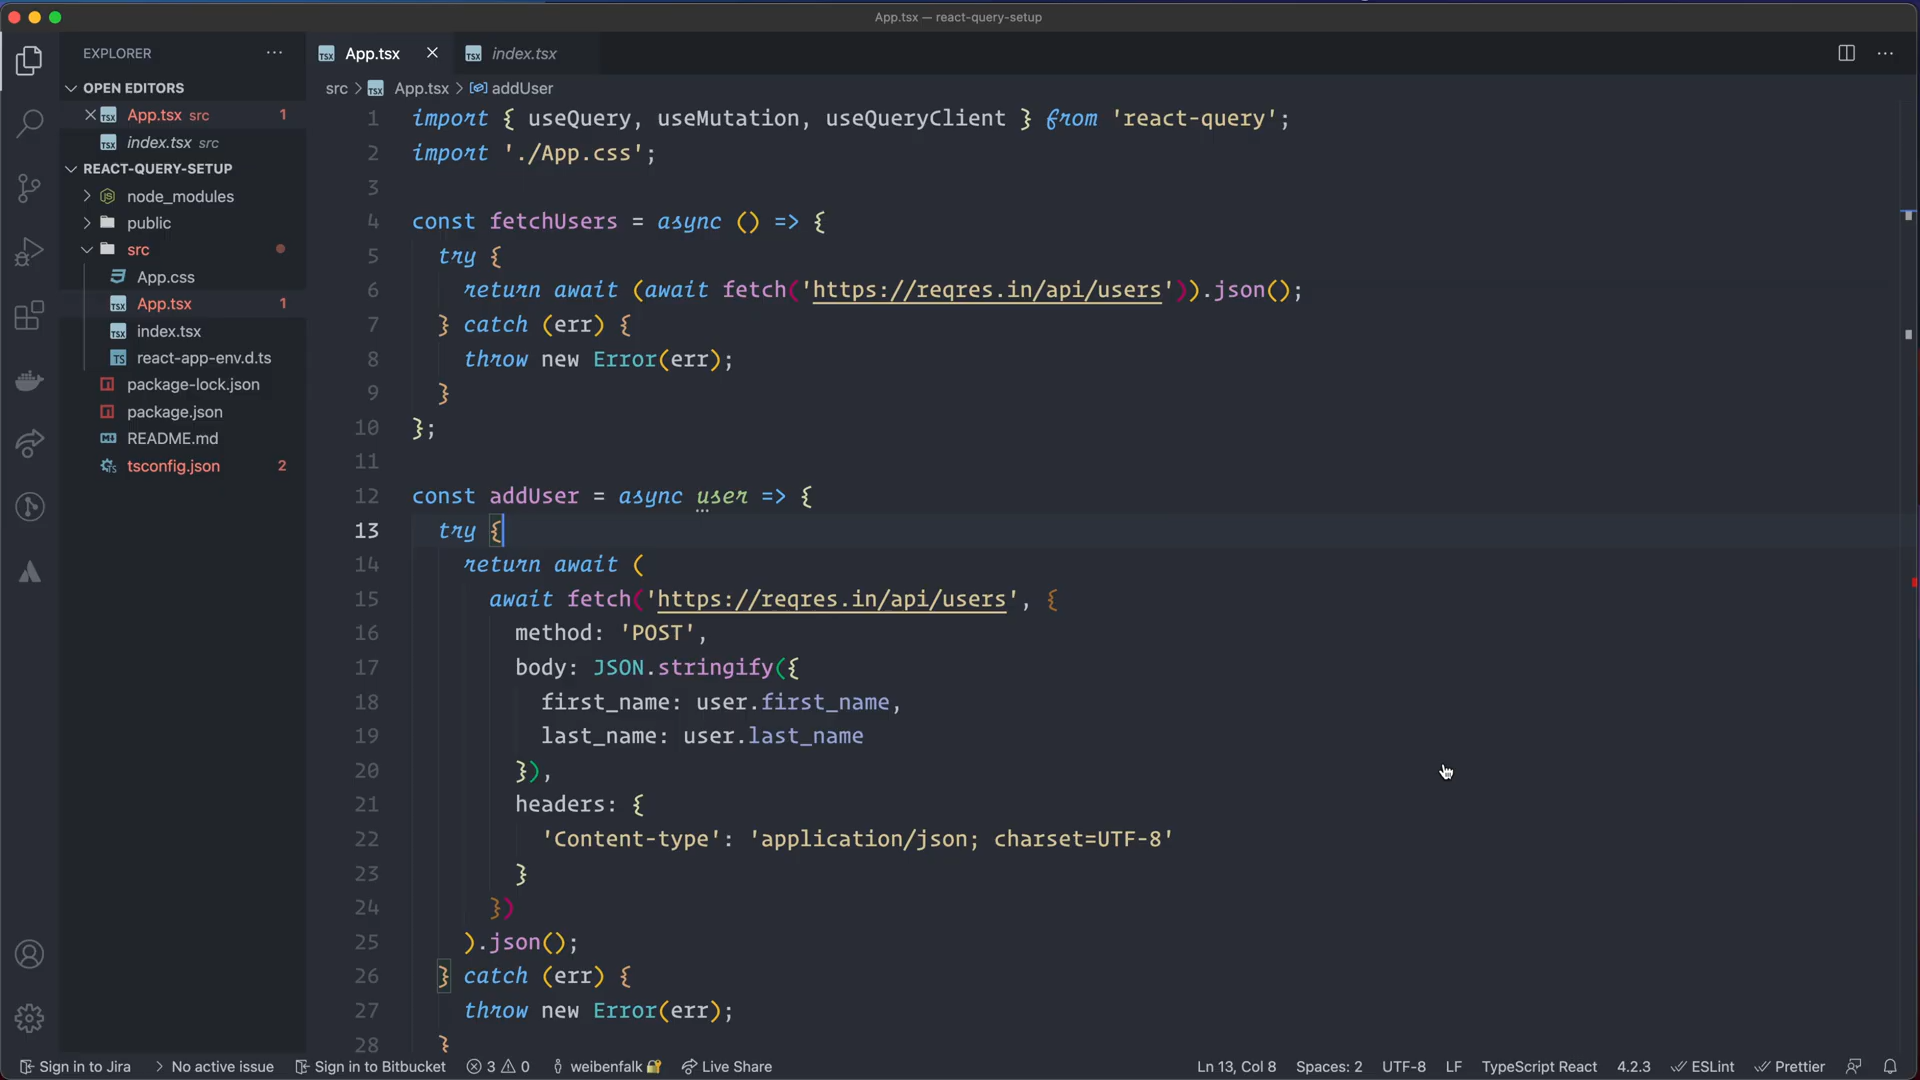 App.tsx — react-query-setup
EXPLORER
OPEN EDITORS
App.tsx src 1
index.tsx src
REACT-QUERY-SETUP
node_modules
public
src
App.css
App.tsx 1
index.tsx
TS react-app-env.d.ts
package-lock.json
package.json
README.md
tsconfig.json 2
TSX App.tsx
TSX index.tsx
src > App.tsx > addUser
1 import { useQuery, useMutation, useQueryClient } from 'react-query';
2 import './App.css';
3
4 const fetchUsers = async () => {
5 try {
6 return await (await fetch('https://reqres.in/api/users')).json();
7 } catch (err) {
8 throw new Error(err);
9 }
10 };
11
12 const addUser = async user => {
13 try {
14 return await (
15 await fetch('https://reqres.in/api/users', {
16 method: 'POST',
17 body: JSON.stringify({
18 first_name: user.first_name,
19 last_name: user.last_name
20 }),
21 headers: {
22 'Content-type': 'application/json; charset=UTF-8'
23 }
24 })
25 ).json();
26 } catch (err) {
27 throw new Error(err);
28 }
Sign in to Jira > No active issue Sign in to Bitbucket 3 0 weibenfalk Live Share Ln 13, Col 8 Spaces: 2 UTF-8 LF TypeScript React 4.2.3 ESLint Prettier